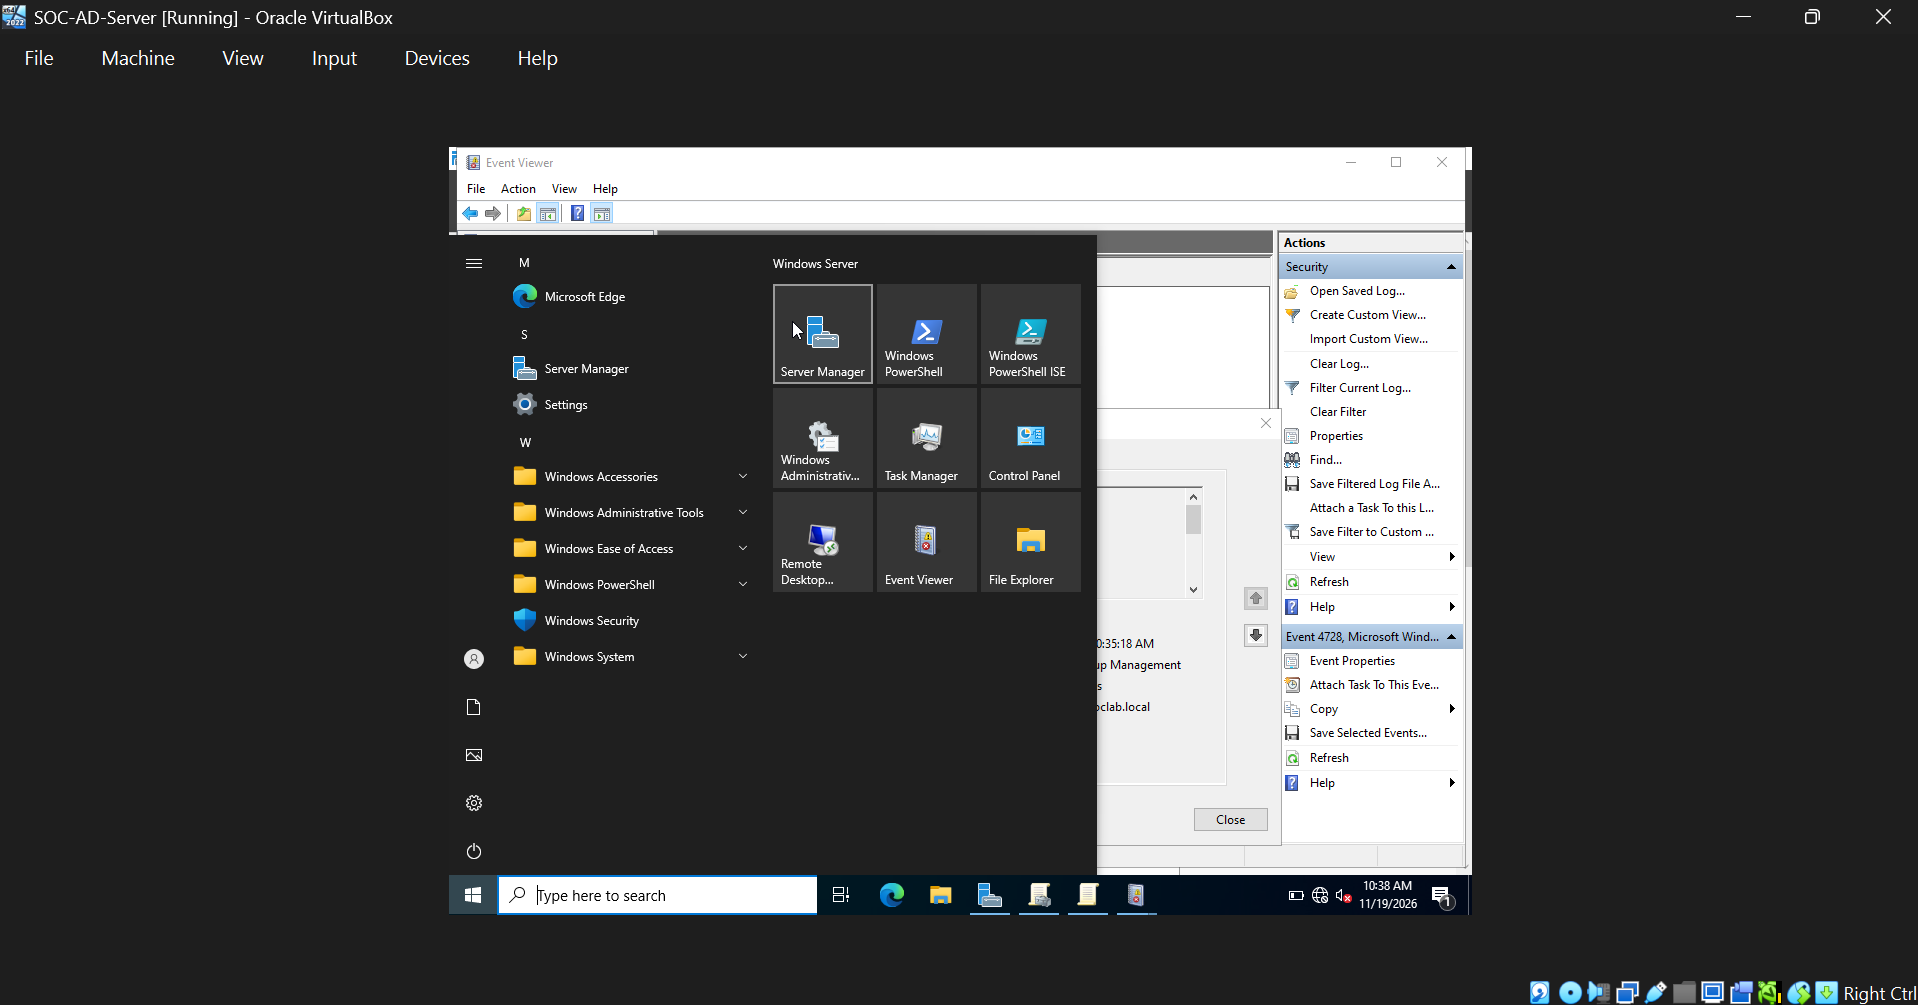 SOC-AD-Server [Running] - Oracle VirtualBox
File Machine View Input Devices Help
Event Viewer
File Action View Help
M
Microsoft Edge
S
Server Manager
Settings
W
Windows Accessories
Windows Administrative Tools
Windows Ease of Access
Windows PowerShell
Windows Security
Windows System
Windows Server
Server Manager
Windows
PowerShell
Windows
PowerShell ISE
Windows
Administrativ...
Task Manager
Control Panel
Remote
Desktop...
Event Viewer
File Explorer
0:35:18 AM
up Management
s
oclab.local
Close
Actions
Security
Open Saved Log...
Create Custom View...
Import Custom View...
Clear Log...
Filter Current Log...
Clear Filter
Properties
Find...
Save Filtered Log File A...
Attach a Task To this L...
Save Filter to Custom ...
View
Refresh
Help
Event 4728, Microsoft Wind...
Event Properties
Attach Task To This Eve...
Copy
Save Selected Events...
Refresh
Help
Type here to search
10:38 AM
11/19/2026
1
Right Ctrl